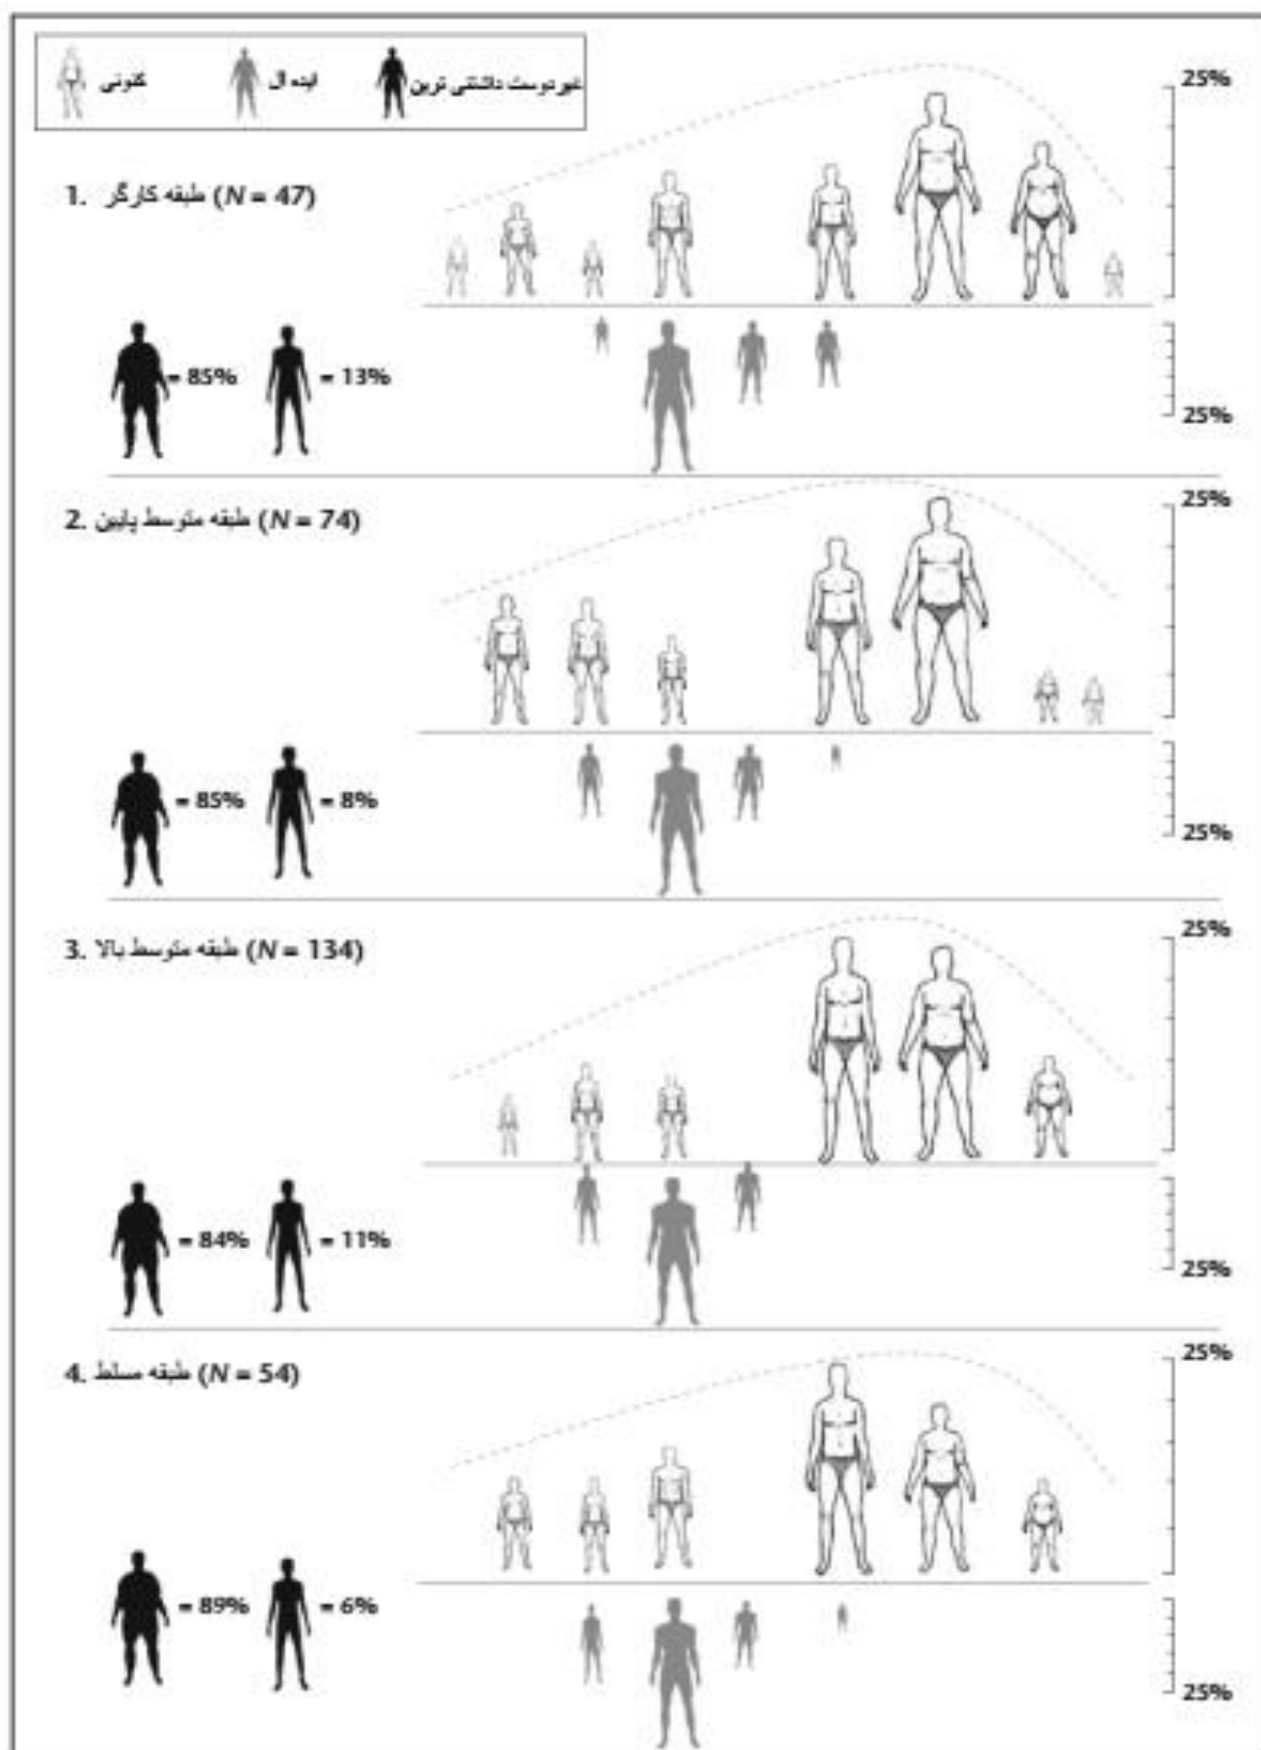 کنونی ایده آل غیردوست داشتنی ترین
25%
1. طبقه کارگر (N = 47)
= 85% = 13%
25%
25%
2. طبقه متوسط پایین (N = 74)
= 85% = 8%
25%
25%
3. طبقه متوسط بالا (N = 134)
= 84% = 11%
25%
25%
4. طبقه مسلط (N = 54)
= 89% = 6%
25%